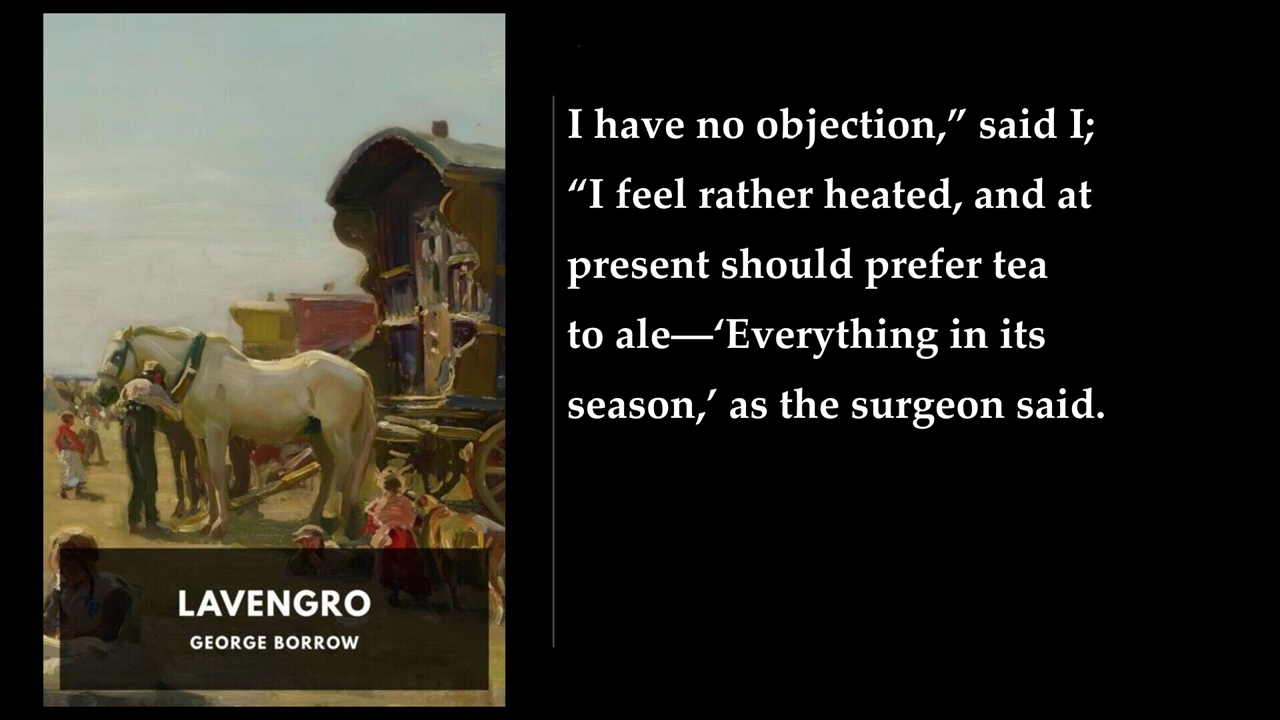 I have no objection,” said I;
“I feel rather heated, and at
present should prefer tea
to ale—‘Everything in its
season,’ as the surgeon said.
LAVENGRO
GEORGE BORROW